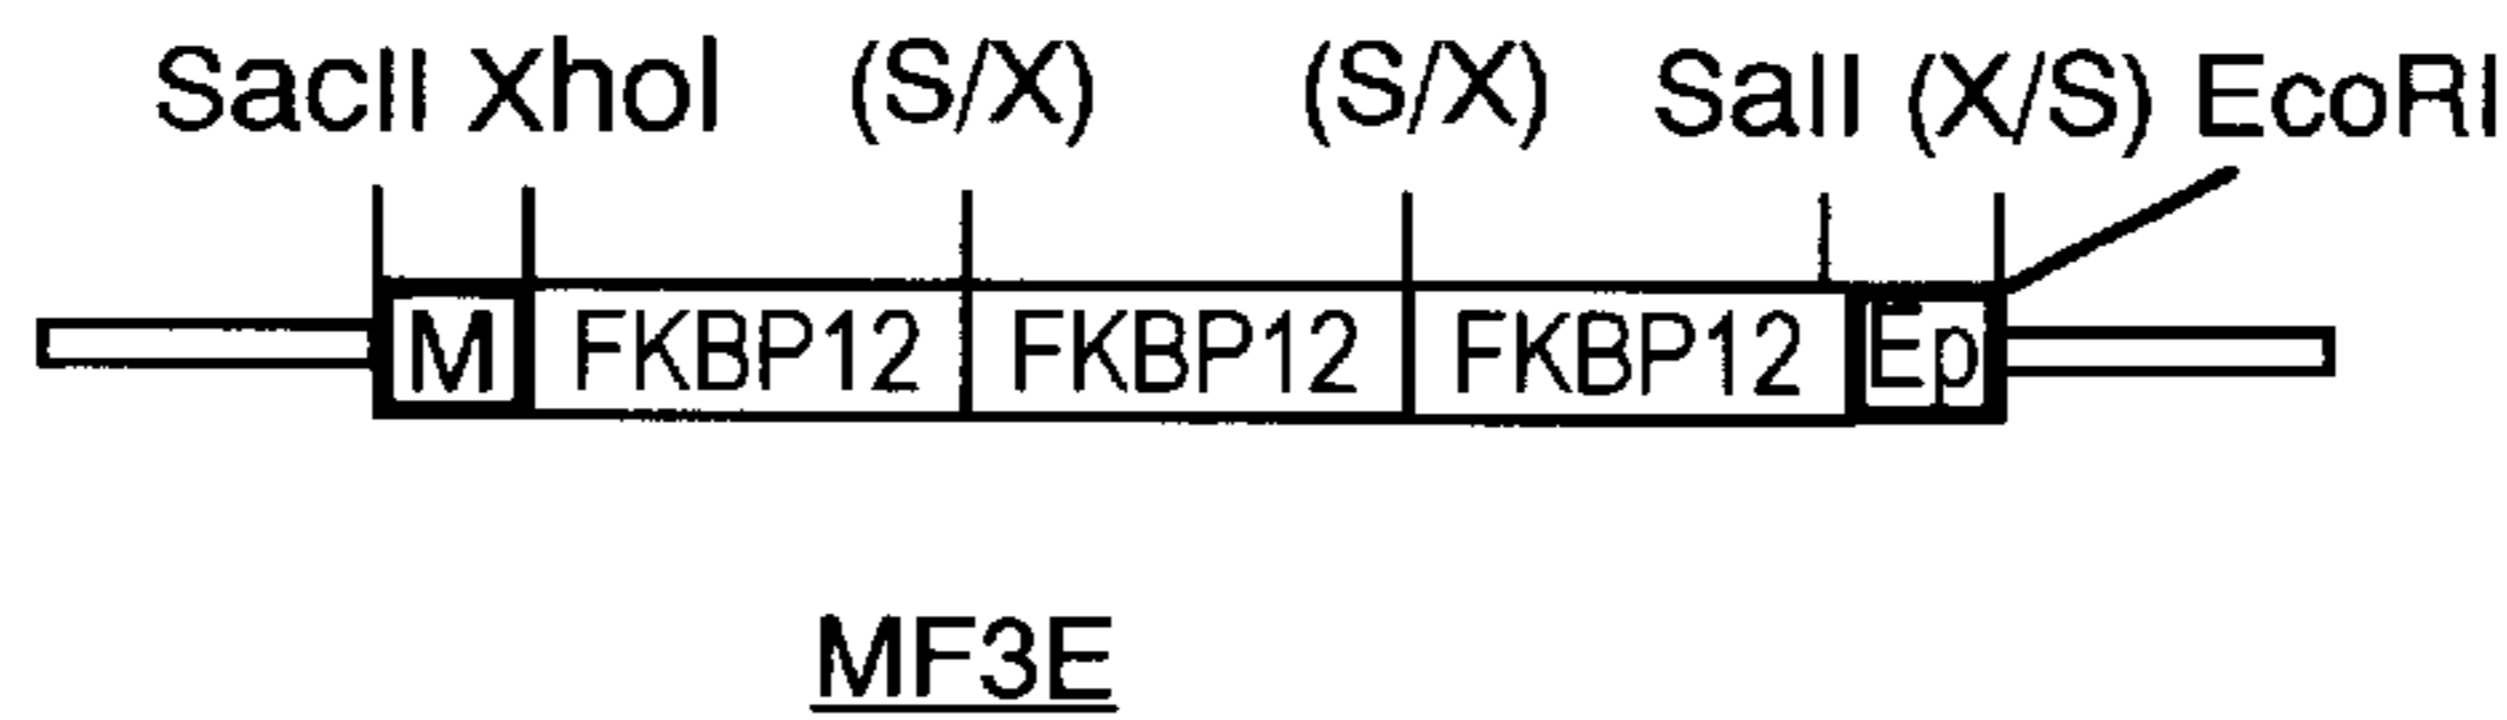 SacII XhoI (S/X) (S/X) SalI (X/S) EcoRI
M FKBP12 FKBP12 FKBP12 Ep
MF3E